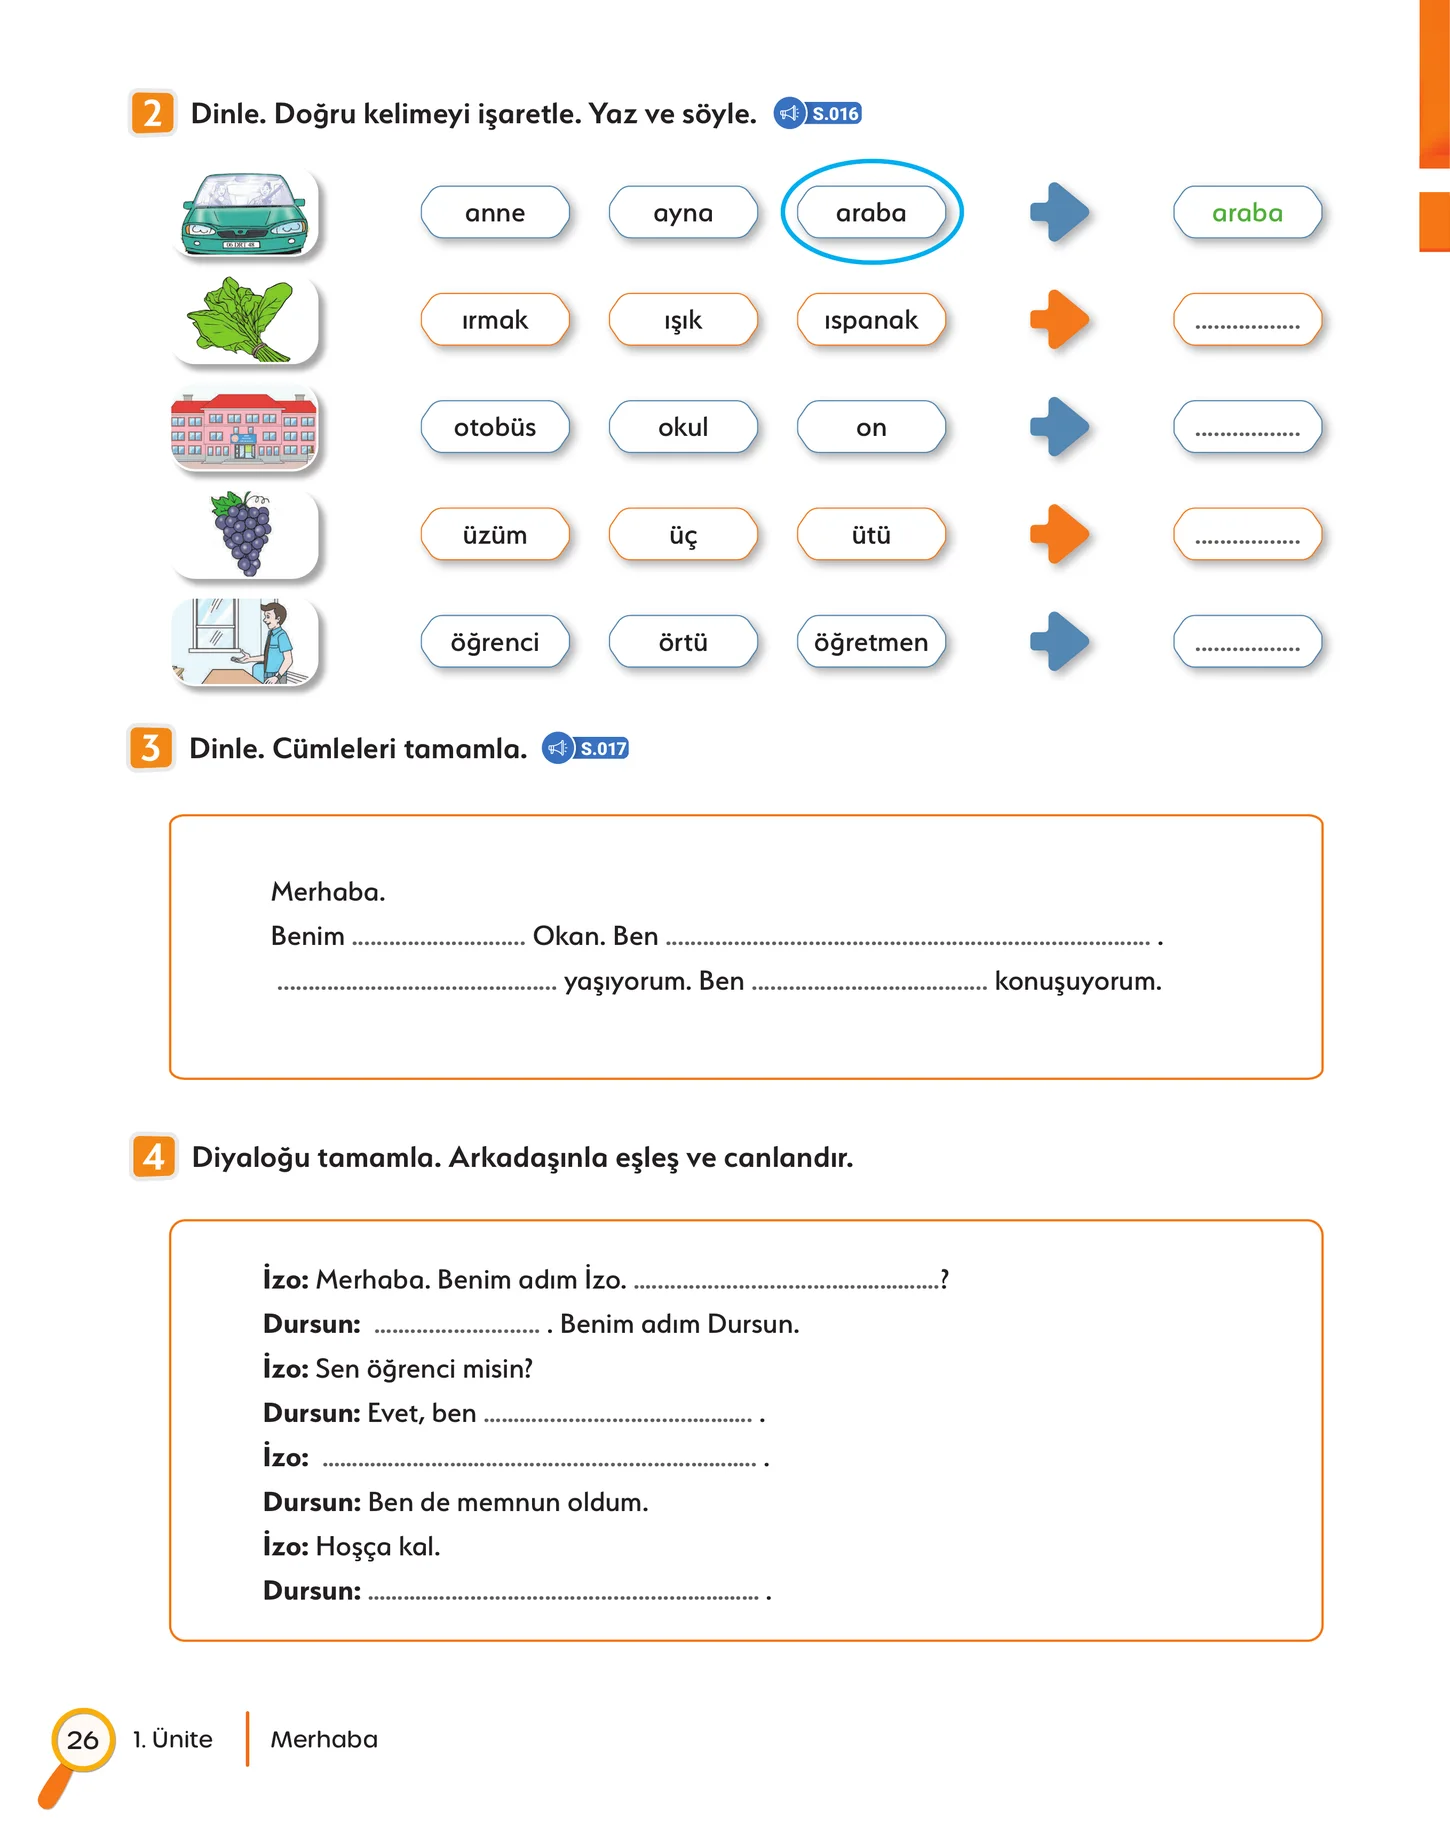 2 Dinle. Doğru kelimeyi işaretle. Yaz ve söyle. S.016
06 DRT 48
anne ayna araba araba
ırmak ışık ıspanak .................
otobüs okul on .................
üzüm üç ütü .................
öğrenci örtü öğretmen .................
3 Dinle. Cümleleri tamamla. S.017
Merhaba.
Benim ............................ Okan. Ben .............................................................................. .
............................................. yaşıyorum. Ben ...................................... konuşuyorum.
4 Diyaloğu tamamla. Arkadaşınla eşleş ve canlandır.
İzo: Merhaba. Benim adım İzo. ..................................................?
Dursun: ........................... . Benim adım Dursun.
İzo: Sen öğrenci misin?
Dursun: Evet, ben ............................................ .
İzo: ....................................................................... .
Dursun: Ben de memnun oldum.
İzo: Hoşça kal.
Dursun: ................................................................ .
26 1. Ünite Merhaba